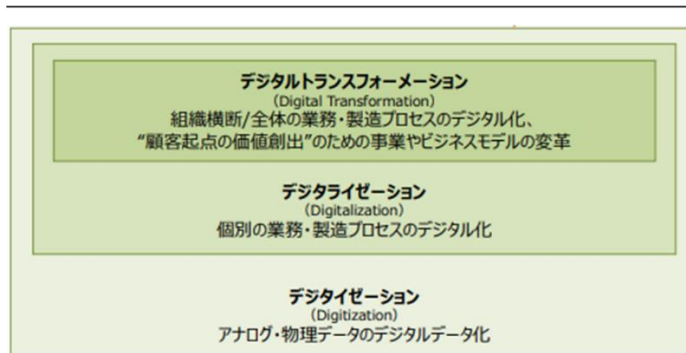 デジタルトランスフォーメーション
(Digital Transformation)
組織横断/全体の業務・製造プロセスのデジタル化、
“顧客起点の価値創出”のための事業やビジネスモデルの変革
デジタライゼーション
(Digitalization)
個別の業務・製造プロセスのデジタル化
デジタイゼーション
(Digitization)
アナログ・物理データのデジタルデータ化